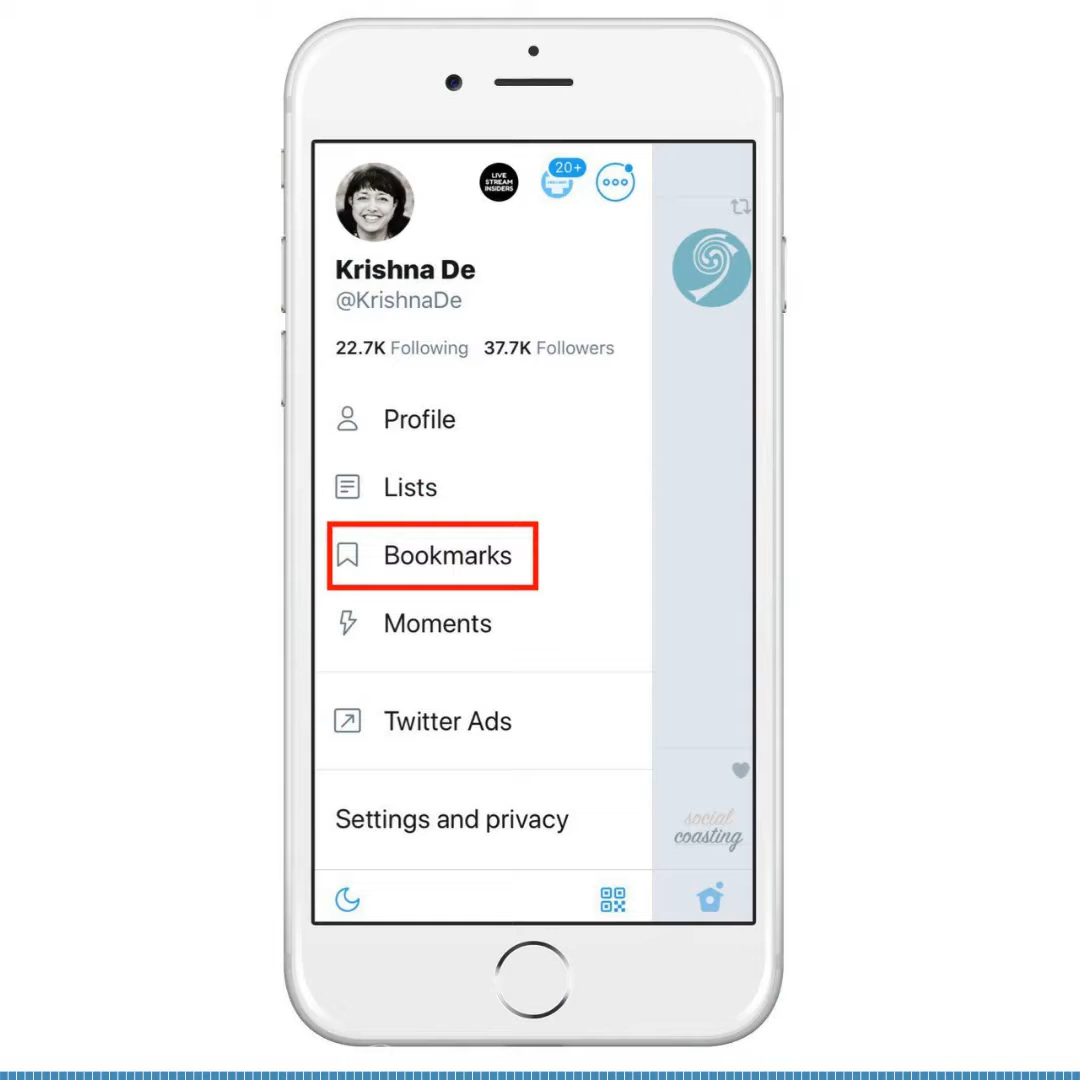 LIVE
STREAM
INSIDERS
20+
Krishna De
@KrishnaDe
22.7K Following 37.7K Followers
Profile
Lists
Bookmarks
Moments
Twitter Ads
Settings and privacy
social
coasting